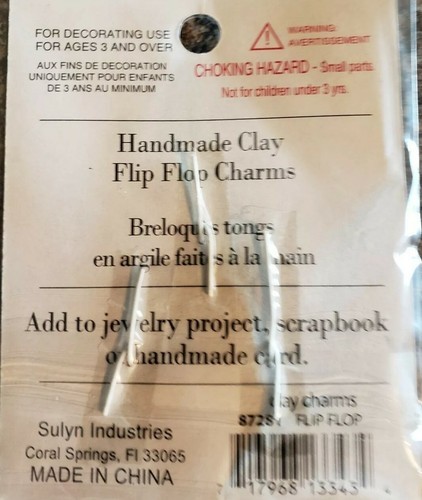 FOR DECORATING USE
FOR AGES 3 AND OVER
AUX FINS DE DECORATION
UNIQUEMENT POUR ENFANTS
DE 3 ANS AU MINIMUM
WARNING:
AVERTISSEMENT
CHOKING HAZARD - Small parts.
Not for children under 3 yrs.
Handmade Clay
Flip Flop Charms
Breloques tongs
en argile faites à la main
Add to jewelry project, scrapbook
or handmade card.
clay charms
FLIP FLOP
Sulyn Industries
Coral Springs, Fl 33065
MADE IN CHINA
17968 13343